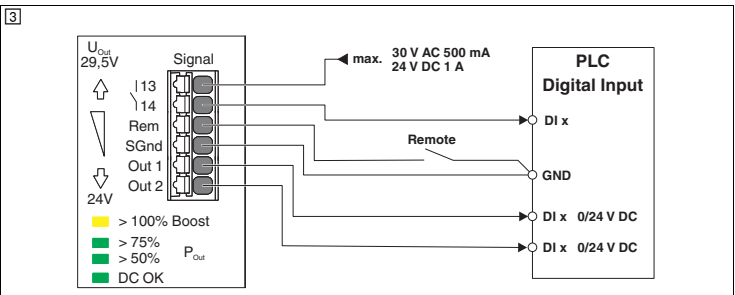 3
U Out
29,5V
Signal
13
14
Rem
SGnd
Out 1
Out 2
24V
> 100% Boost
> 75%
> 50%
P Out
DC OK
max. 30 V AC 500 mA
24 V DC 1 A
Remote
PLC
Digital Input
DI x
GND
DI x 0/24 V DC
DI x 0/24 V DC